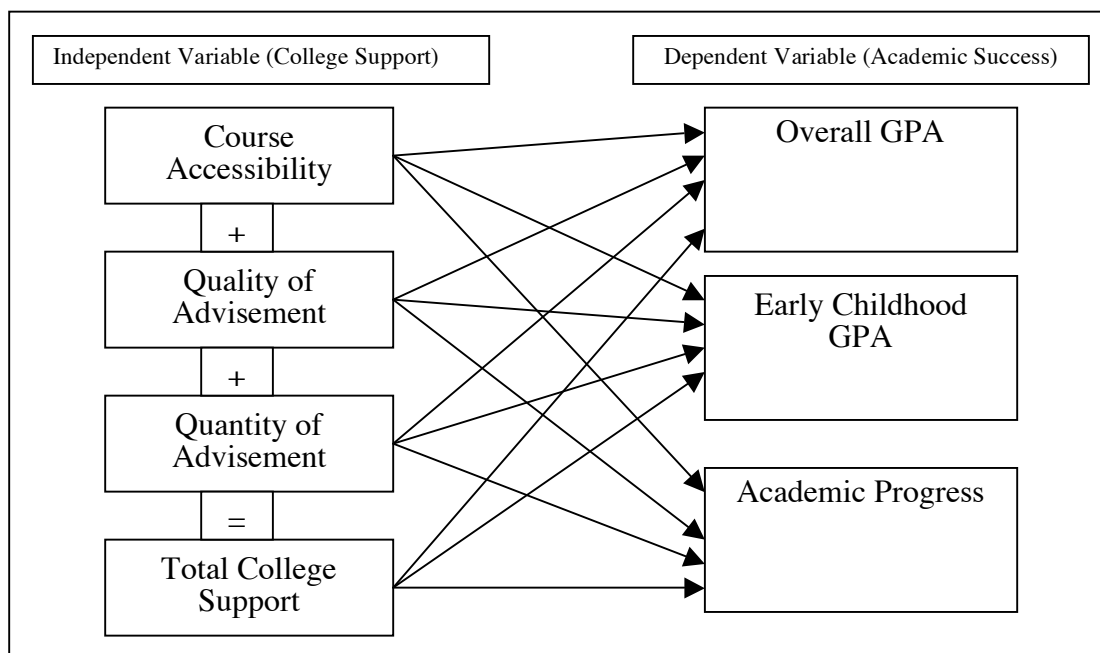 Independent Variable (College Support)
Dependent Variable (Academic Success)
Course
Accessibility
+
Quality of
Advisement
+
Quantity of
Advisement
=
Total College
Support
Overall GPA
Early Childhood
GPA
Academic Progress